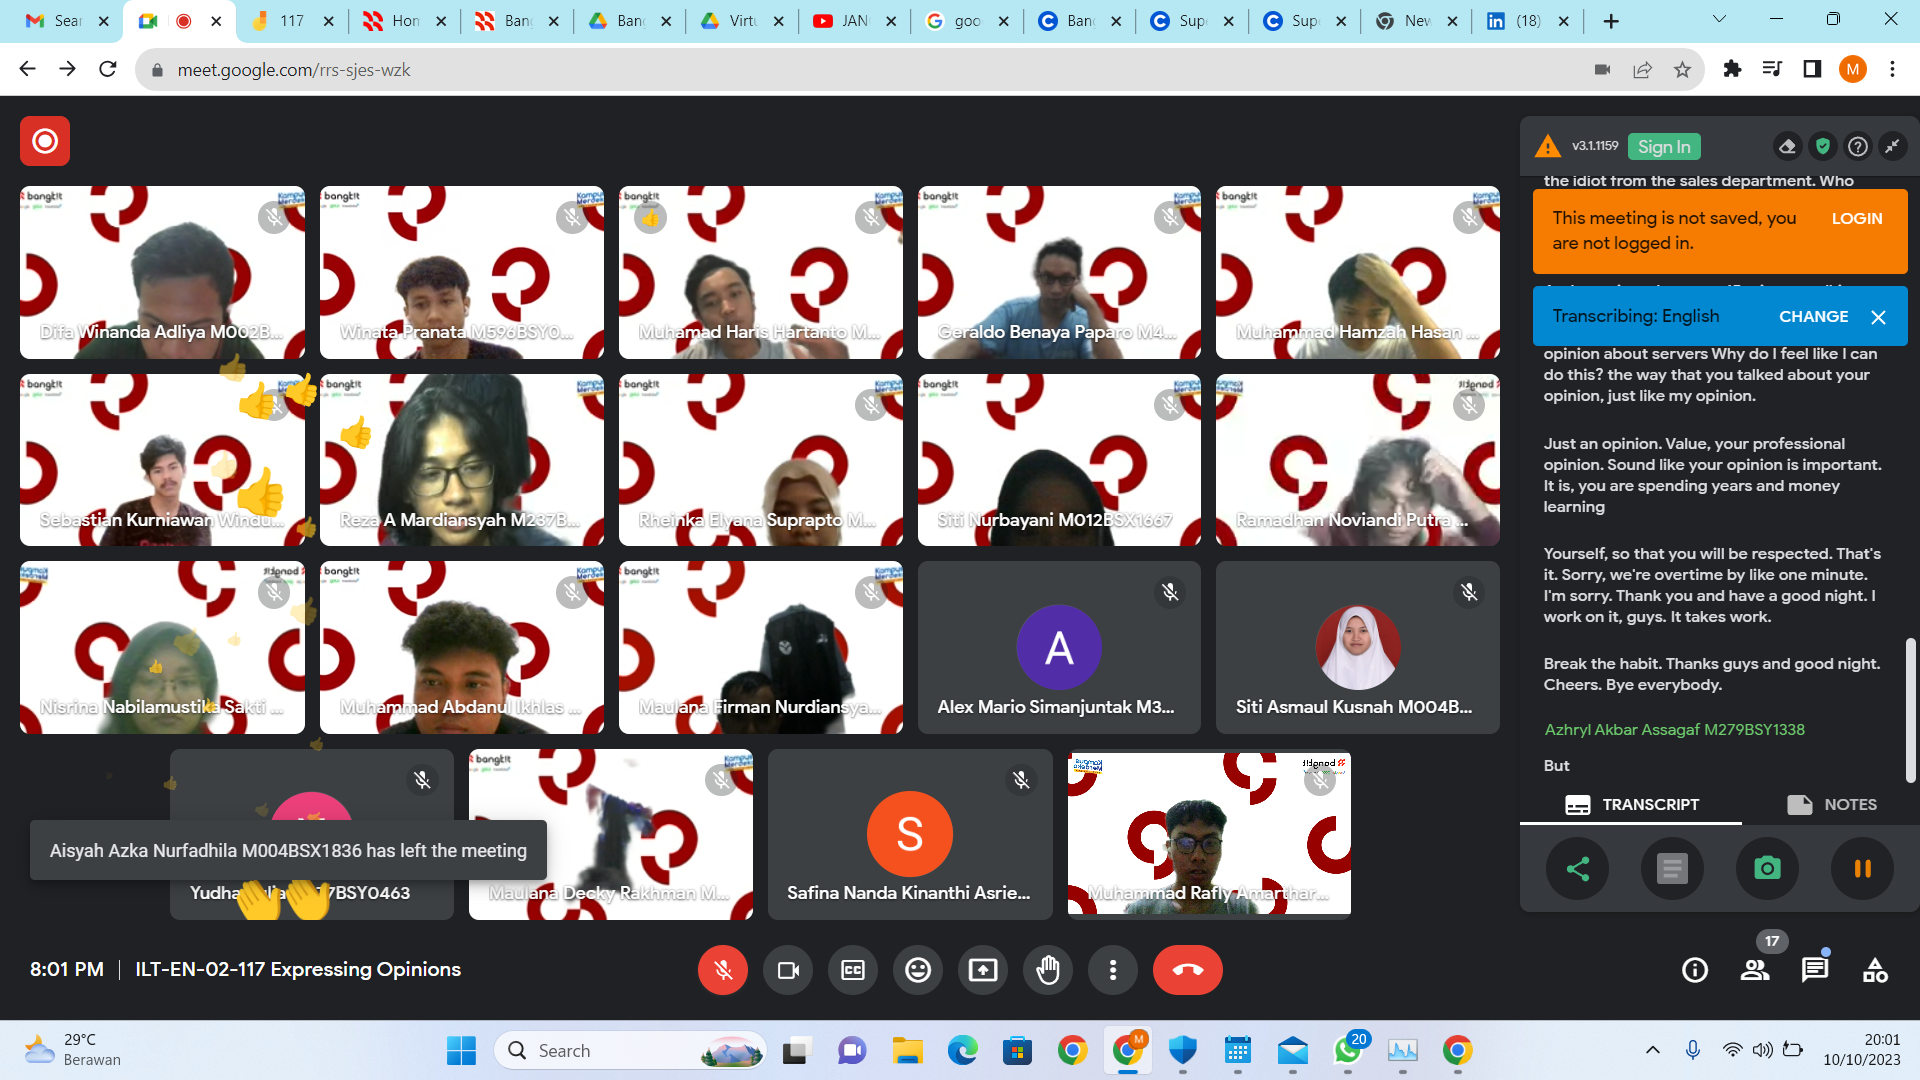 Sear
117
Hon
Ban
Bang
Virtu
JAN
goo
Ban
Sup
Sup
New
(18)
meet.google.com/rrs-sjes-wzk
M
v3.1.1159
Sign In
the idiot from the sales department. Who
This meeting is not saved, you
are not logged in.
LOGIN
Transcribing: English
CHANGE
opinion about servers Why do I feel like I can
do this? the way that you talked about your
opinion, just like my opinion.
Just an opinion. Value, your professional
opinion. Sound like your opinion is important.
It is, you are spending years and money
learning
Yourself, so that you will be respected. That's
it. Sorry, we're overtime by like one minute.
I'm sorry. Thank you and have a good night. I
work on it, guys. It takes work.
Break the habit. Thanks guys and good night.
Cheers. Bye everybody.
Azhryl Akbar Assagaf M279BSY1338
But
TRANSCRIPT
NOTES
Difa Winanda Adliya M002B...
Winata Pranata M596BSY0...
Muhamad Haris Hartanto M...
Geraldo Benaya Paparo M4...
Muhammad Hamzah Hasan ...
Sebastian Kurniawan Windu...
Reza A Mardiansyah M237B...
Rheinka Elyana Suprapto M...
Siti Nurbayani M012BSX1667
Ramadhan Noviandi Putra ...
Nisrina Nabilamustika Sakti ...
Muhammad Abdanul Ikhlas ...
Maulana Firman Nurdiansya...
A
Alex Mario Simanjuntak M3...
Siti Asmaul Kusnah M004B...
Aisyah Azka Nurfadhila M004BSX1836 has left the meeting
Maulana Decky Rakhman M...
S
Safina Nanda Kinanthi Asrie...
Muhammad Rafly Amarthar...
8:01 PM
ILT-EN-02-117 Expressing Opinions
17
29°C
Berawan
Search
M
20
20:01
10/10/2023